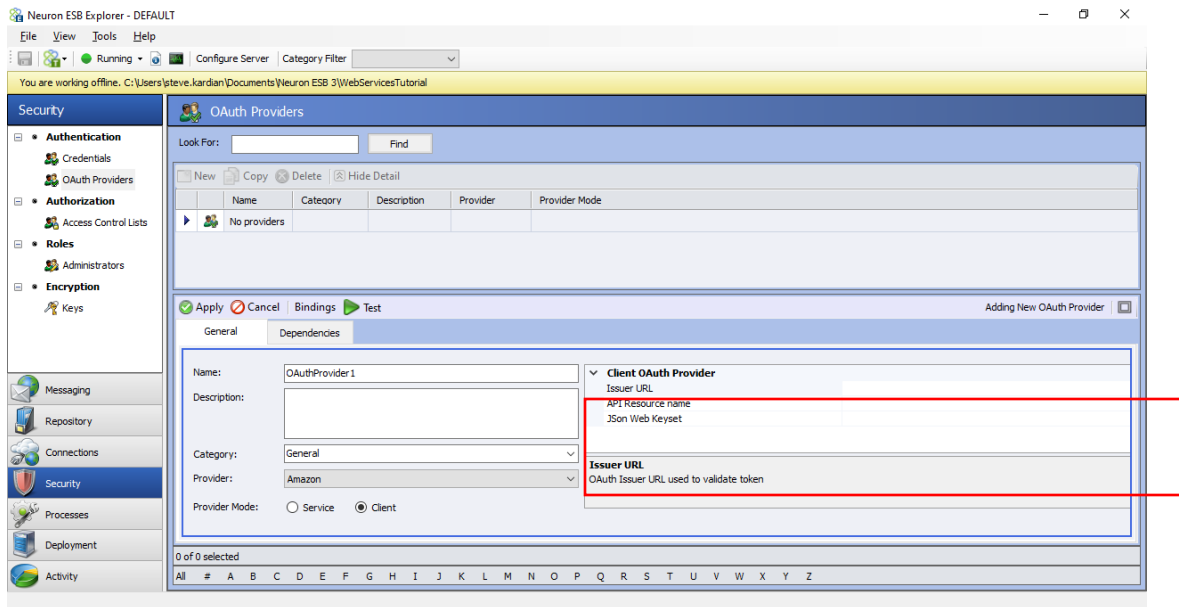 Neuron ESB Explorer - DEFAULT
File View Tools Help
Running Configure Server Category Filter
You are working offline. C:\Users\steve.kardian\Documents\Neuron ESB 3\WebServicesTutorial
Security
Authentication
Credentials
OAuth Providers
Authorization
Access Control Lists
Roles
Administrators
Encryption
Keys
Messaging
Repository
Connections
Security
Processes
Deployment
Activity
OAuth Providers
Look For: Find
New Copy Delete Hide Detail
Name Category Description Provider Provider Mode
No providers
Apply Cancel Bindings Test Adding New OAuth Provider
General Dependencies
Name: OAuthProvider1
Description:
Category: General
Provider: Amazon
Provider Mode: Service Client
Client OAuth Provider
Issuer URL
API Resource name
JSon Web Keyset
Issuer URL
OAuth Issuer URL used to validate token
0 of 0 selected
All # A B C D E F G H I J K L M N O P Q R S T U V W X Y Z